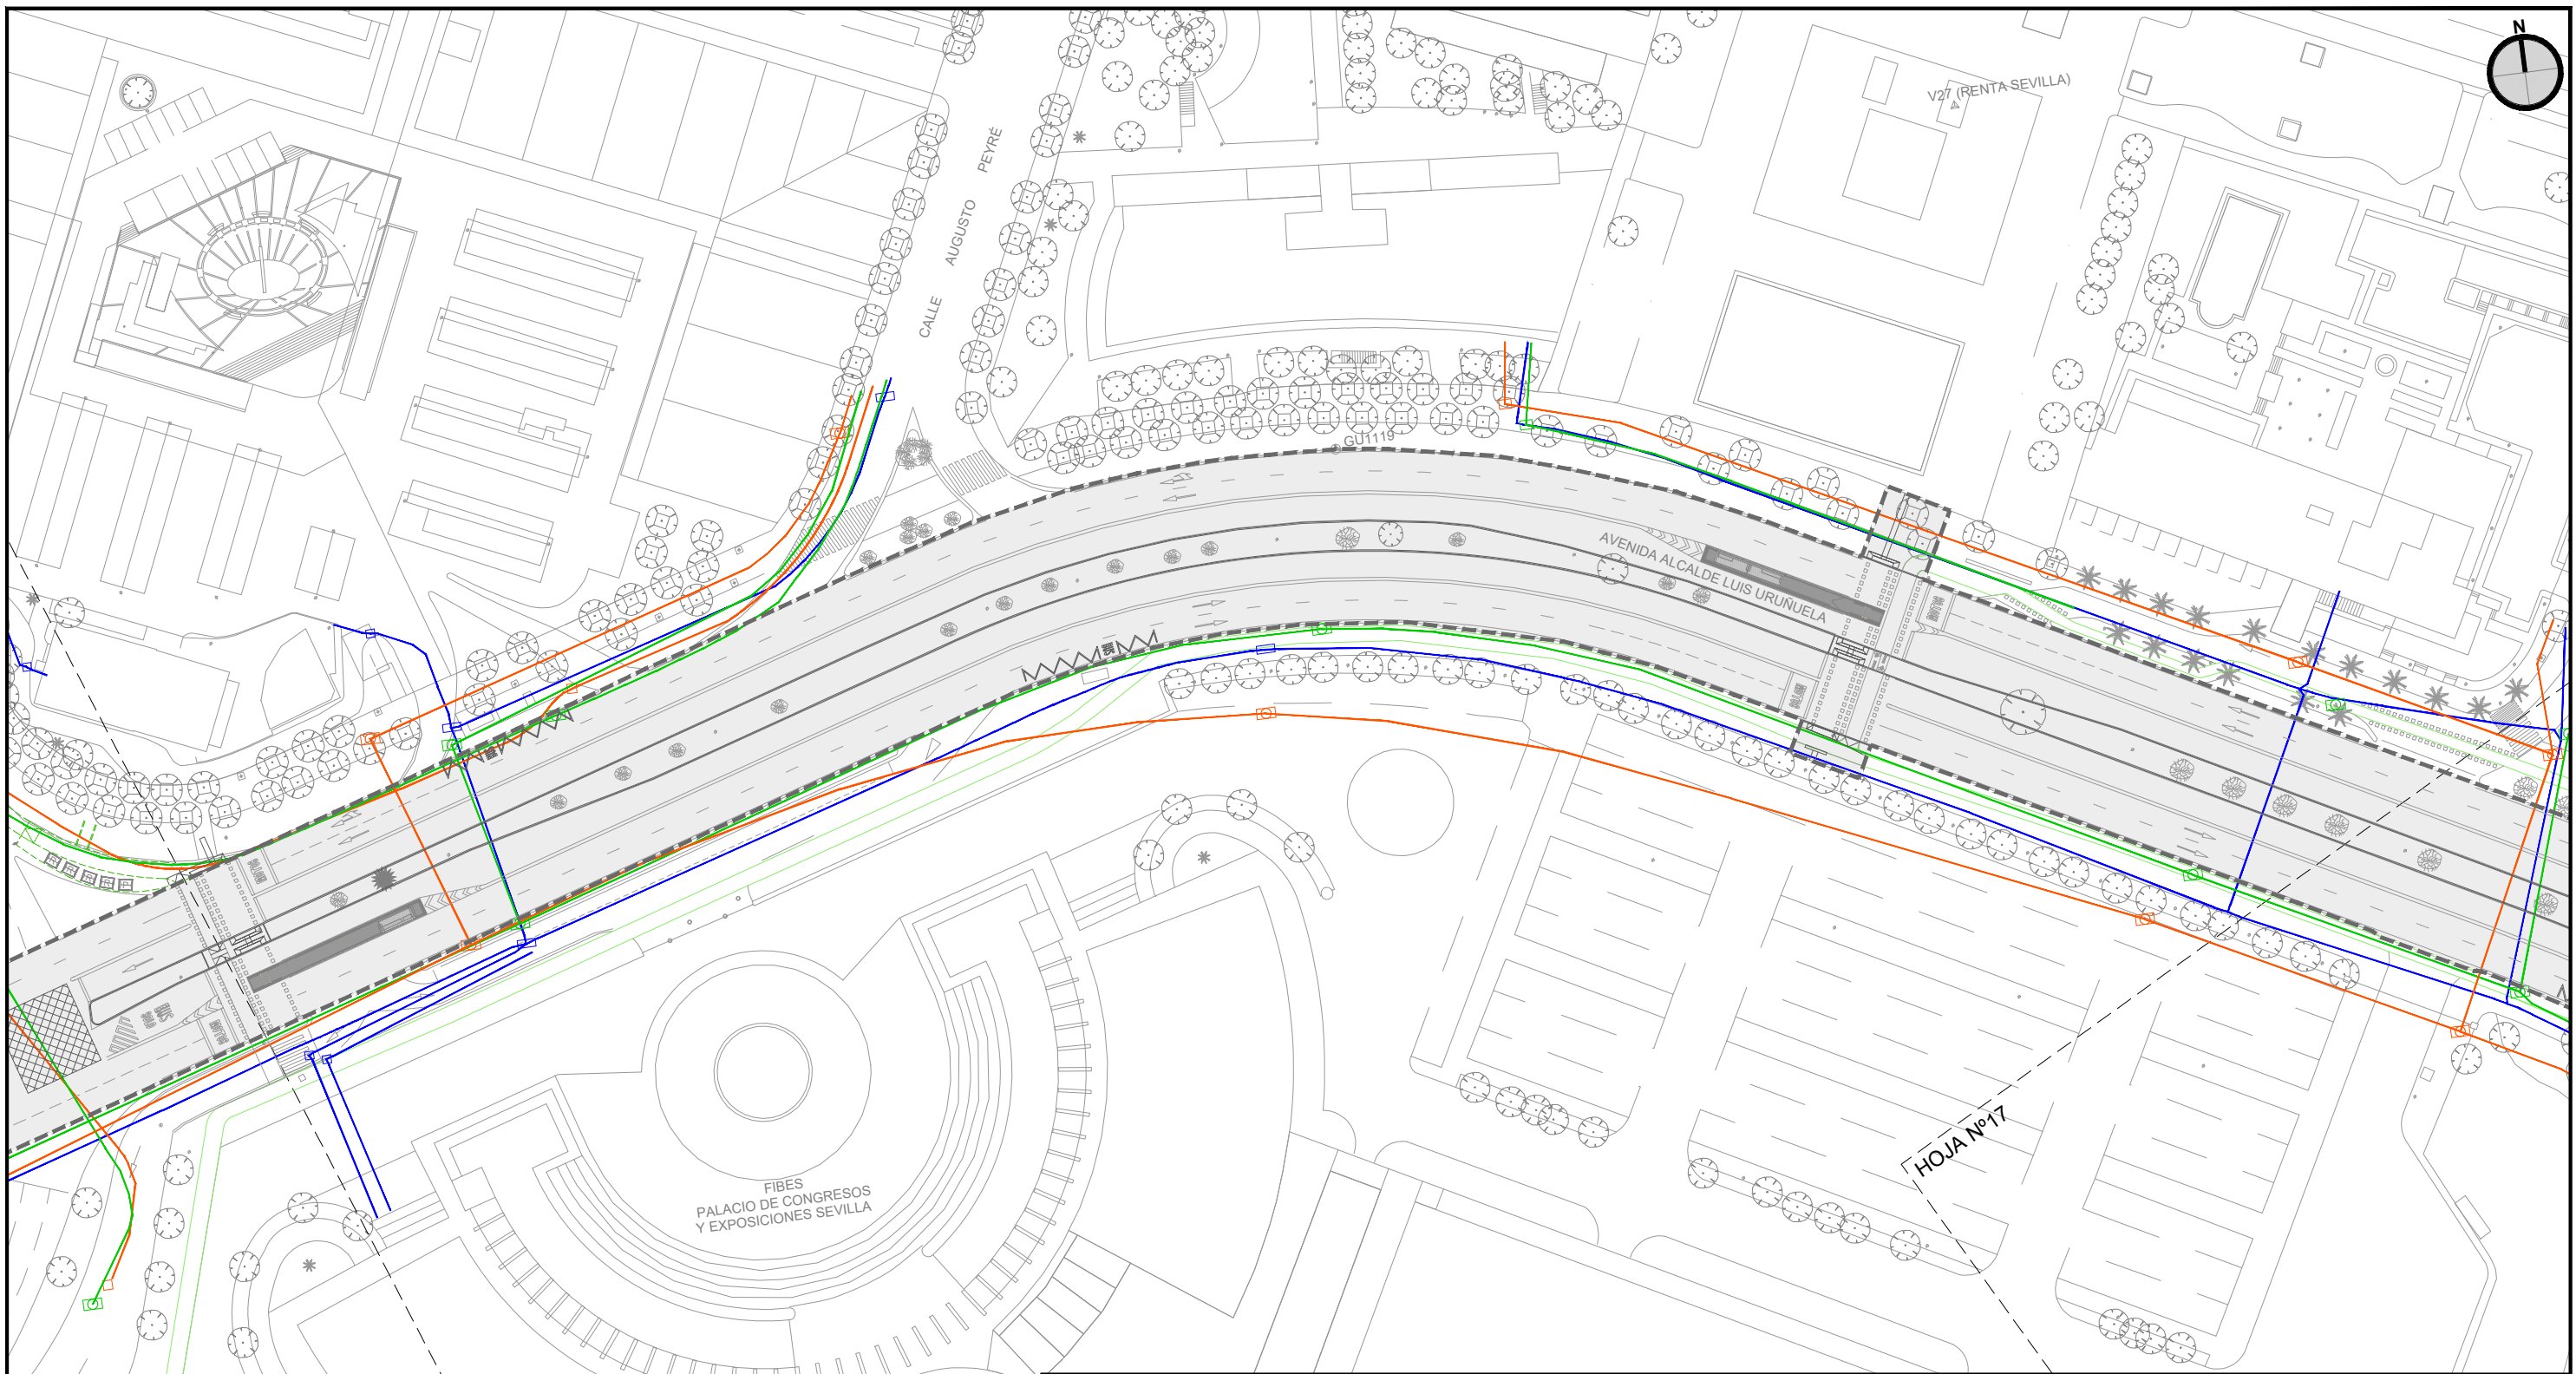 N
V27 (RENTA SEVILLA)
CALLE AUGUSTO PEYRÉ
GU1119
AVENIDA ALCALDE LUIS URUÑUELA
HOJA Nº17
FIBES
PALACIO DE CONGRESOS
Y EXPOSICIONES SEVILLA